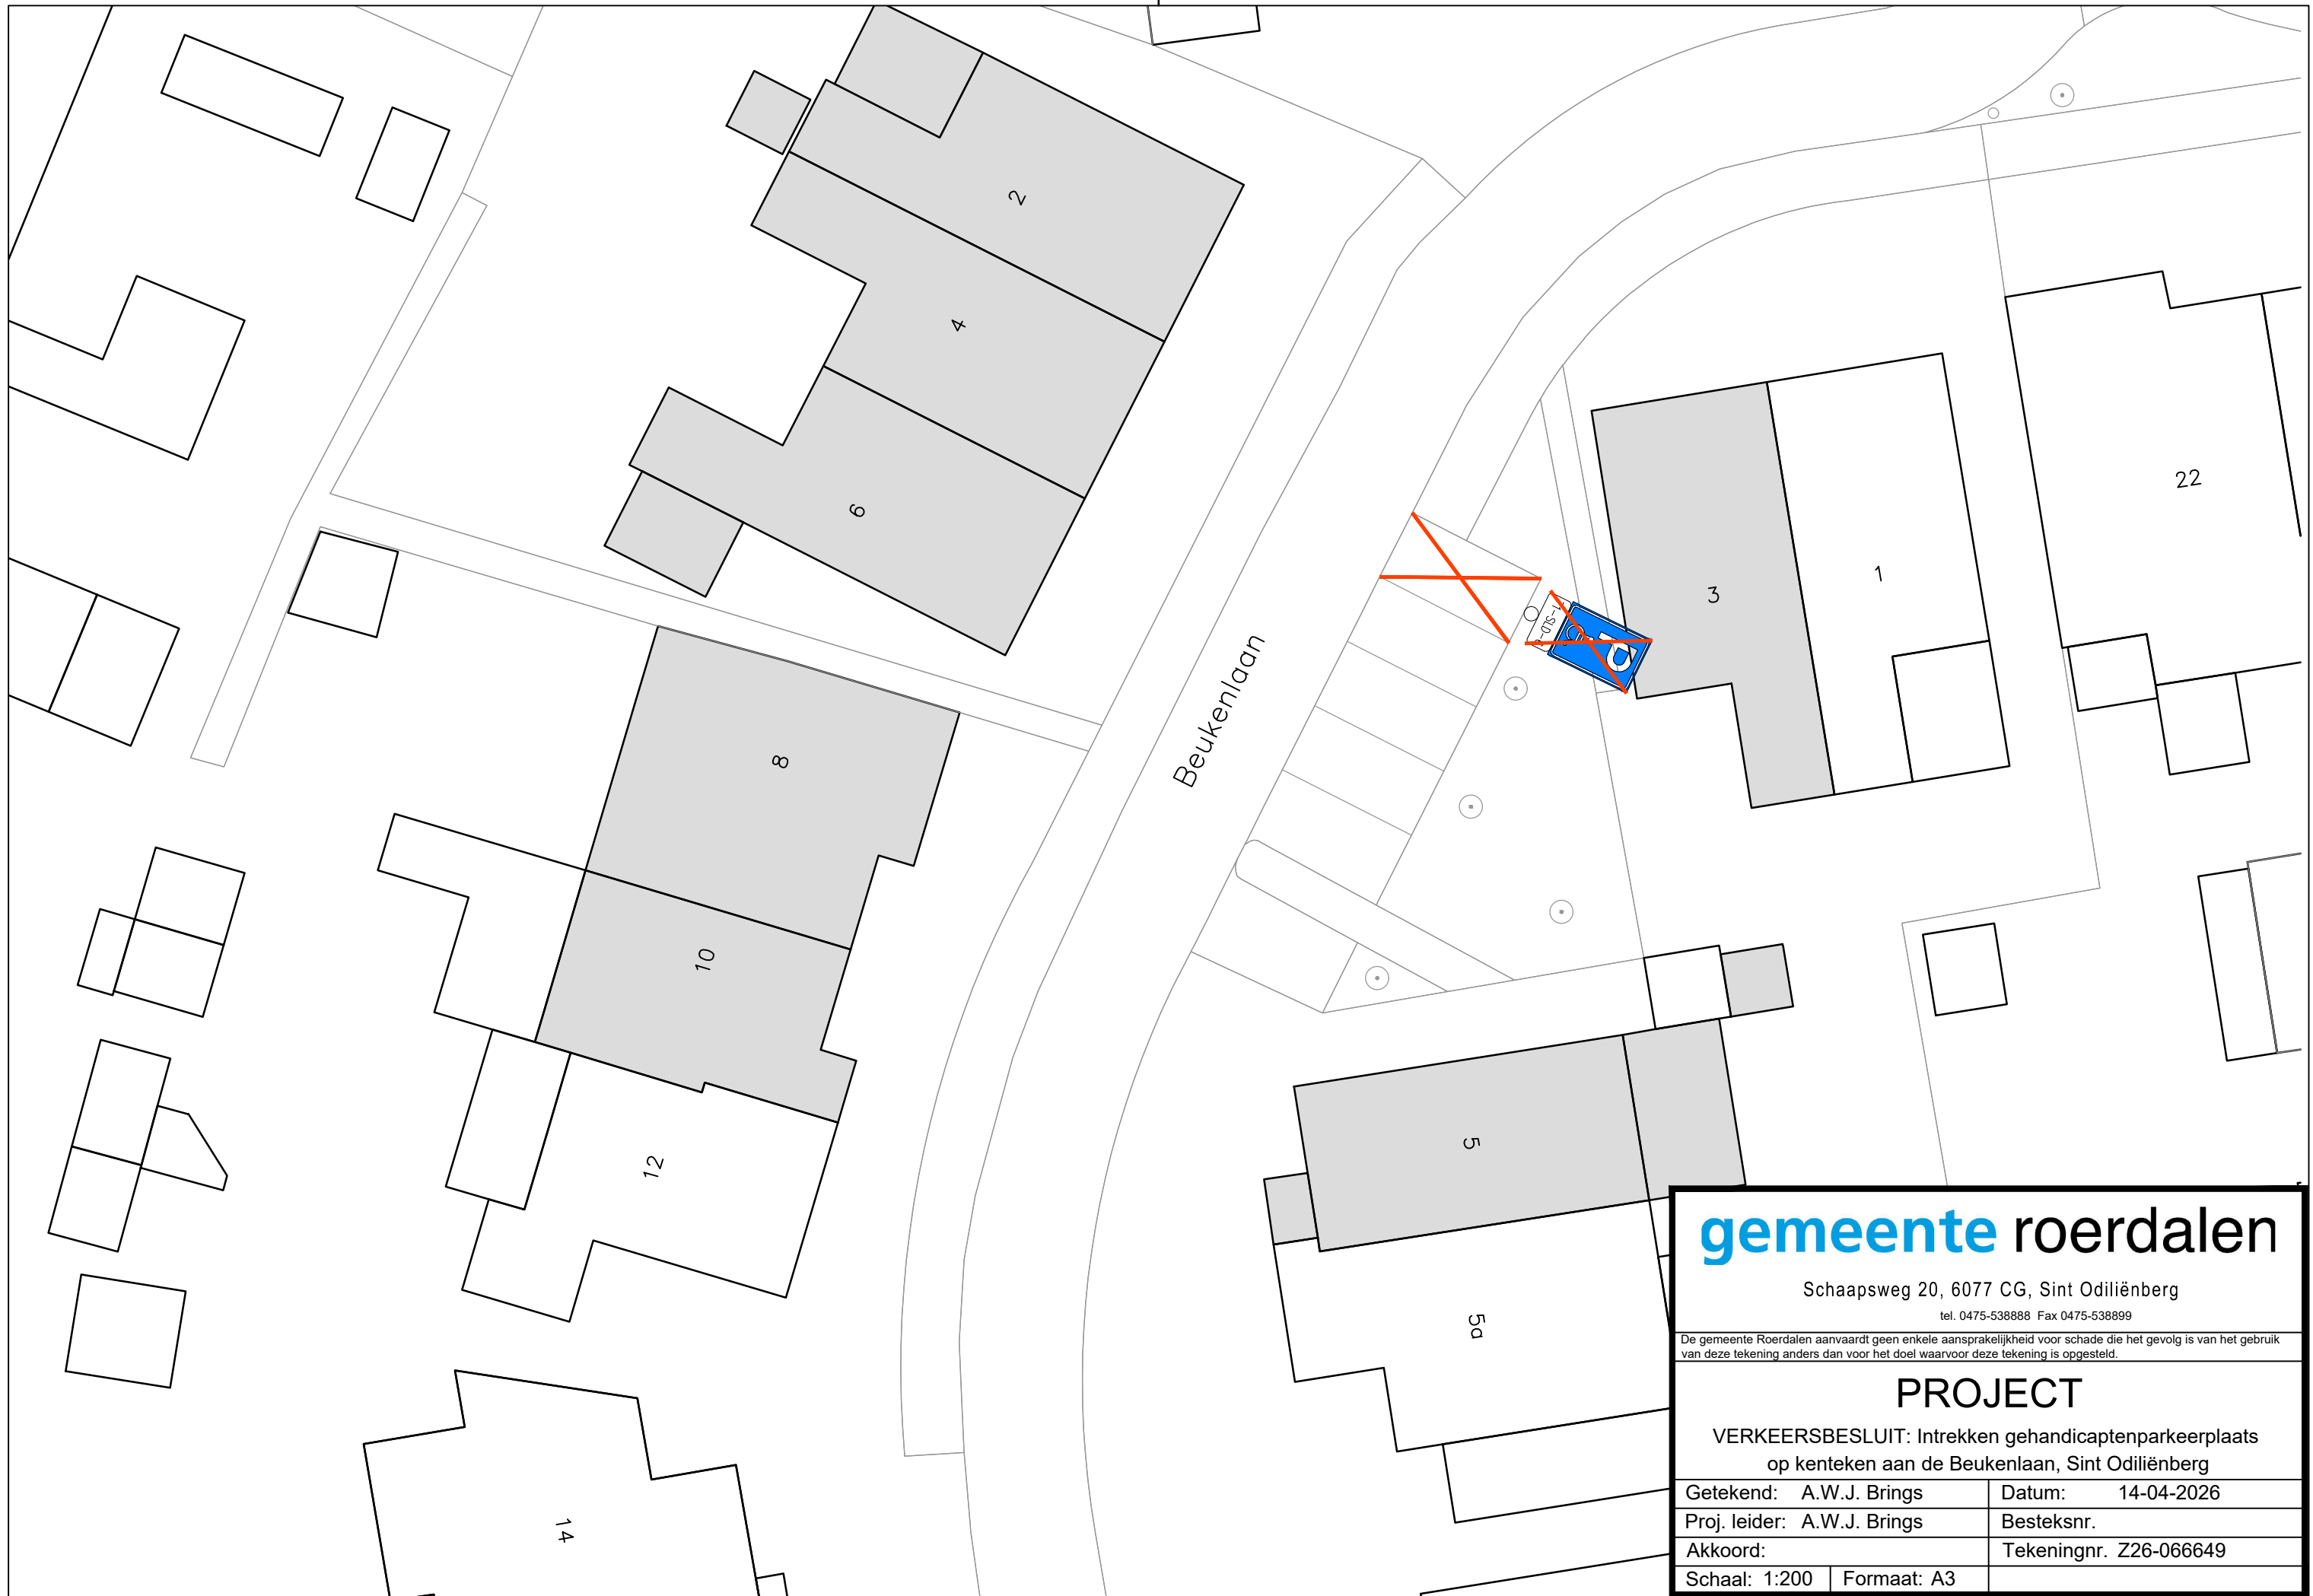 2
4
6
3
1
22
Beukenlaan
8
10
5
12
5a
14
P
gemeente roerdalen
Schaapsweg 20, 6077 CG, Sint Odiliënberg
tel. 0475-538888 Fax 0475-538899
De gemeente Roerdalen aanvaardt geen enkele aansprakelijkheid voor schade die het gevolg is van het gebruik
van deze tekening anders dan voor het doel waarvoor deze tekening is opgesteld.
PROJECT
VERKEERSBESLUIT: Intrekken gehandicaptenparkeerplaats
op kenteken aan de Beukenlaan, Sint Odiliënberg
Getekend: A.W.J. Brings Datum: 14-04-2026
Proj. leider: A.W.J. Brings Besteksnr.
Akkoord: Tekeningnr. Z26-066649
Schaal: 1:200 Formaat: A3